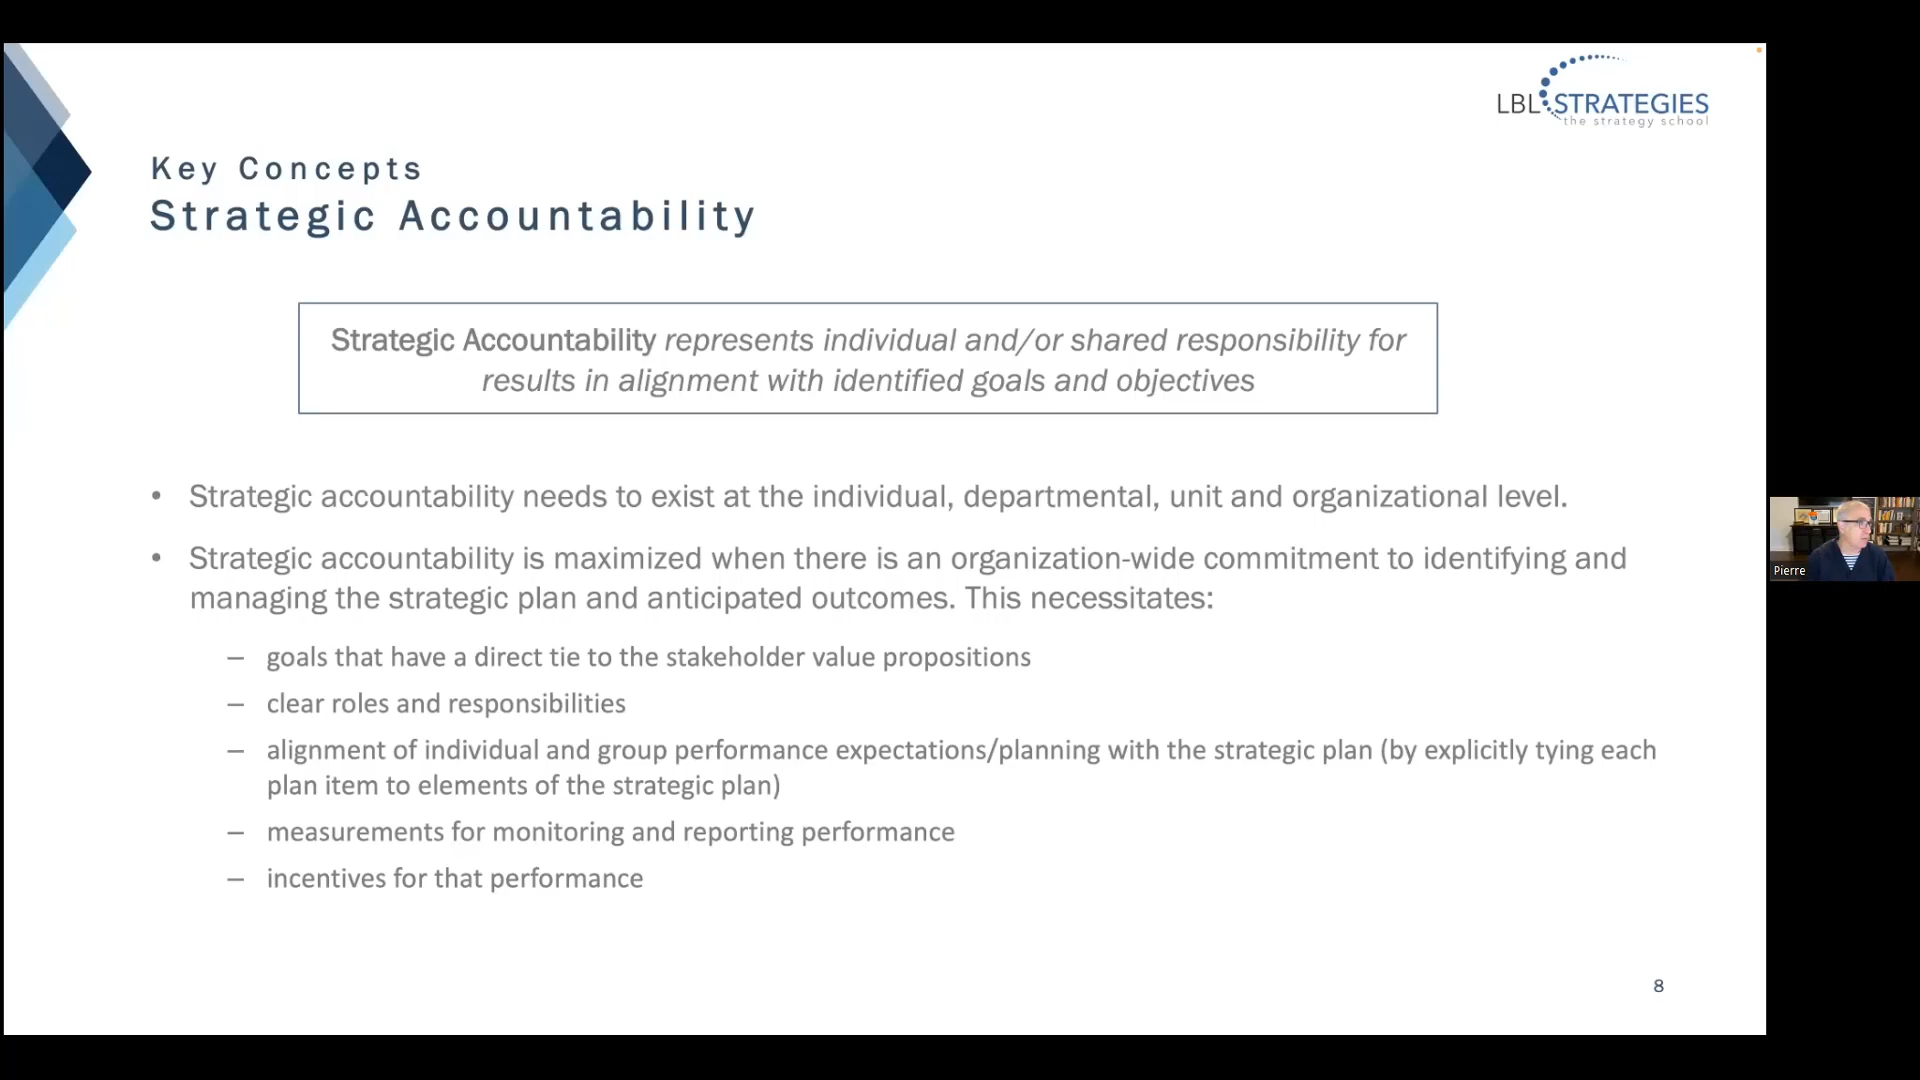 LBL STRATEGIES
the strategy school
Key Concepts
Strategic Accountability
Strategic Accountability represents individual and/or shared responsibility for
results in alignment with identified goals and objectives
• Strategic accountability needs to exist at the individual, departmental, unit and organizational level.
• Strategic accountability is maximized when there is an organization-wide commitment to identifying and
managing the strategic plan and anticipated outcomes. This necessitates:
– goals that have a direct tie to the stakeholder value propositions
– clear roles and responsibilities
– alignment of individual and group performance expectations/planning with the strategic plan (by explicitly tying each
plan item to elements of the strategic plan)
– measurements for monitoring and reporting performance
– incentives for that performance
Pierre
8